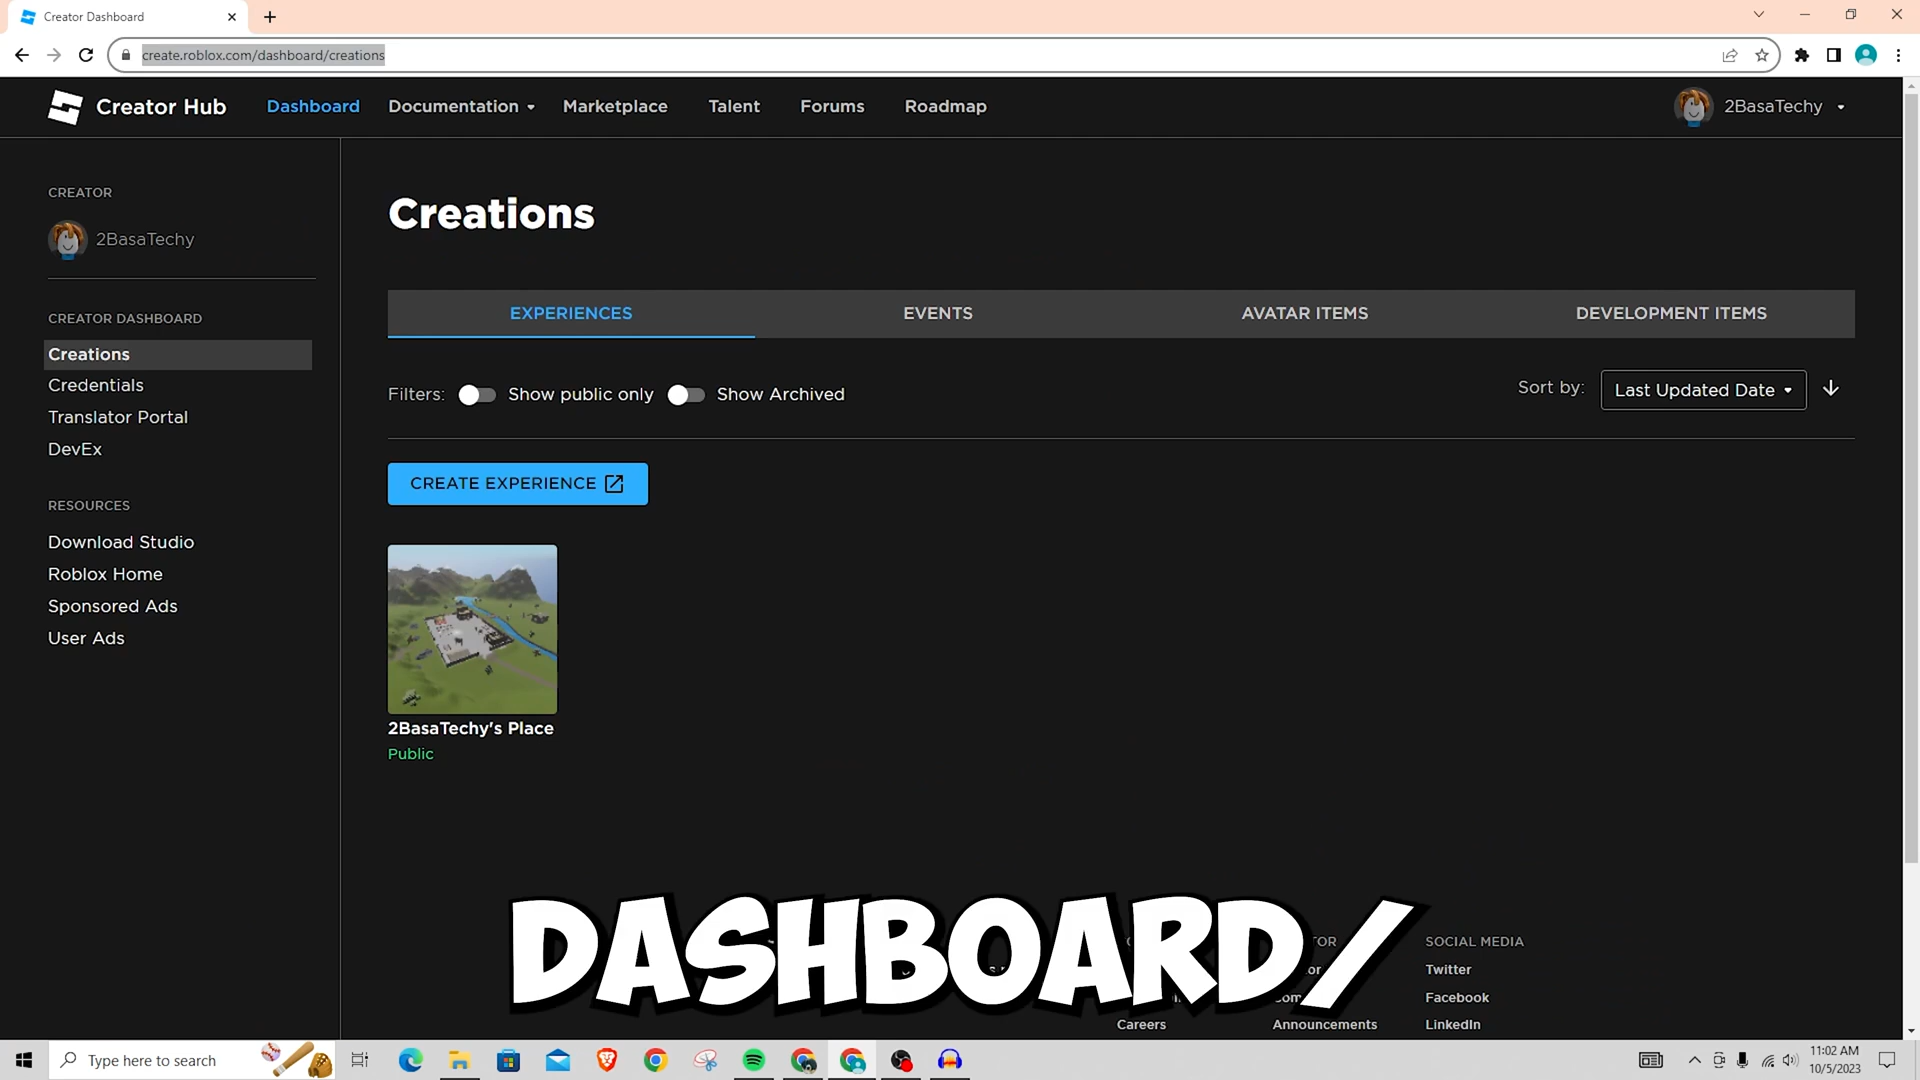 Creator Dashboard
create.roblox.com/dashboard/creations
Creator Hub
Dashboard
Documentation
Marketplace
Talent
Forums
Roadmap
2BasaTechy
CREATOR
2BasaTechy
CREATOR DASHBOARD
Creations
Credentials
Translator Portal
DevEx
RESOURCES
Download Studio
Roblox Home
Sponsored Ads
User Ads
Creations
EXPERIENCES
EVENTS
AVATAR ITEMS
DEVELOPMENT ITEMS
Filters:
Show public only
Show Archived
Sort by:
Last Updated Date
CREATE EXPERIENCE
2BasaTechy's Place
Public
DASHBOARD/
Careers
Announcements
SOCIAL MEDIA
Twitter
Facebook
LinkedIn
Type here to search
11:02 AM
10/5/2023